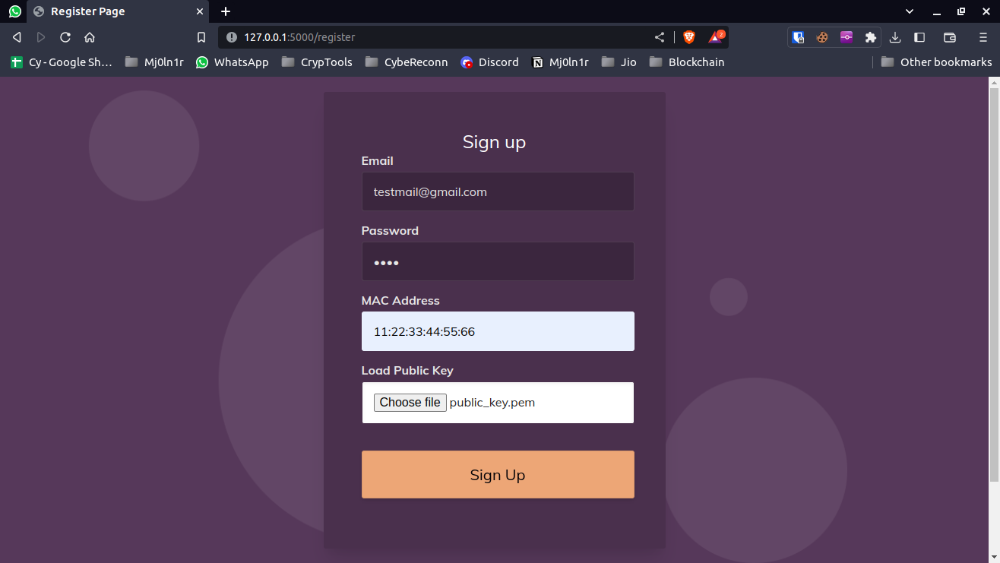 Register Page
127.0.0.1:5000/register
2
Cy - Google Sh... Mj0ln1r WhatsApp CrypTools CybeReconn Discord Mj0ln1r Jio Blockchain Other bookmarks
Sign up
Email
testmail@gmail.com
Password
••••
MAC Address
11:22:33:44:55:66
Load Public Key
Choose file public_key.pem
Sign Up